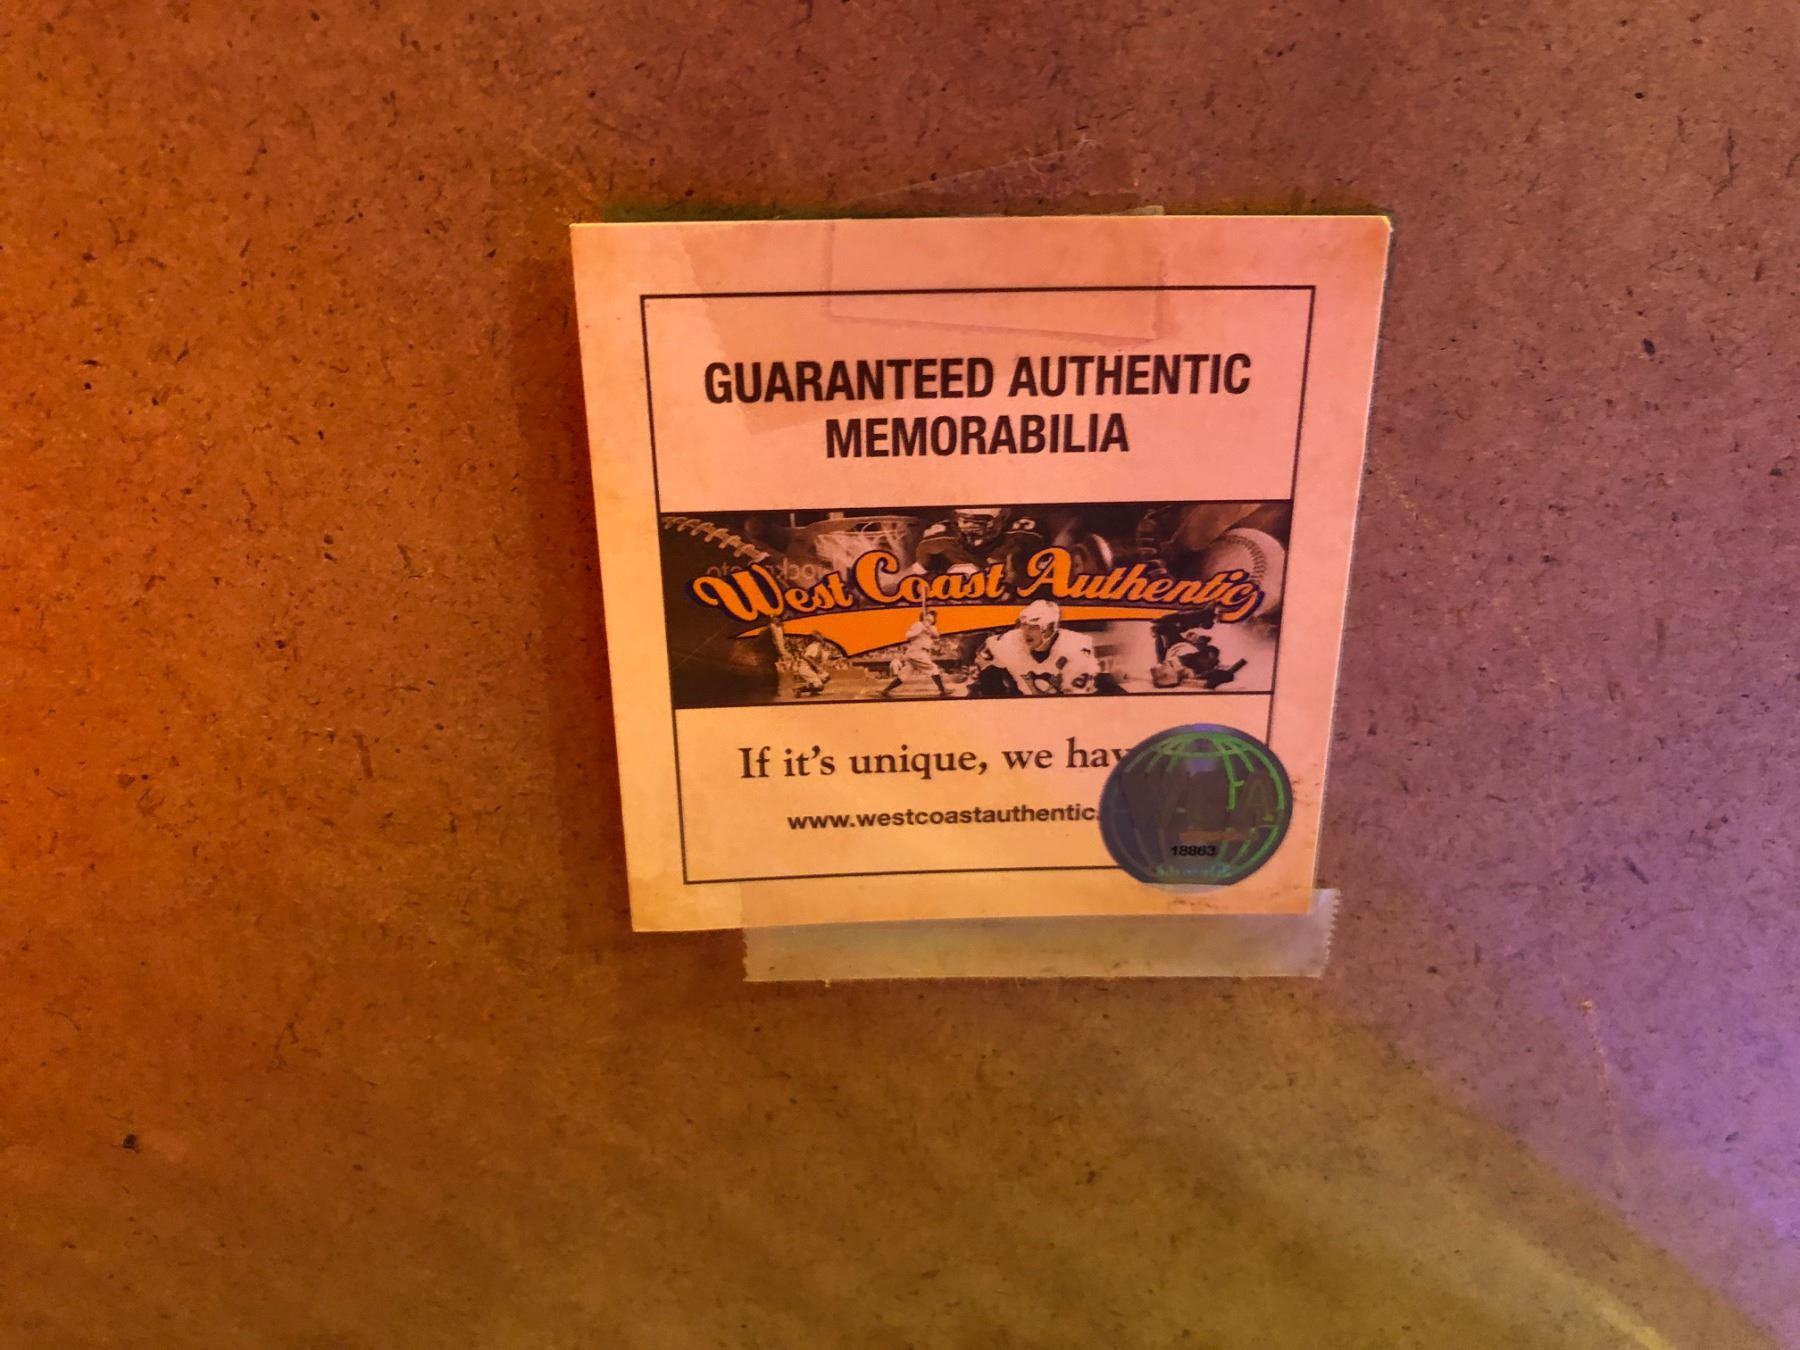 GUARANTEED AUTHENTIC
MEMORABILIA
West Coast Authentic
If it's unique, we hav
www.westcoastauthentic.
18863